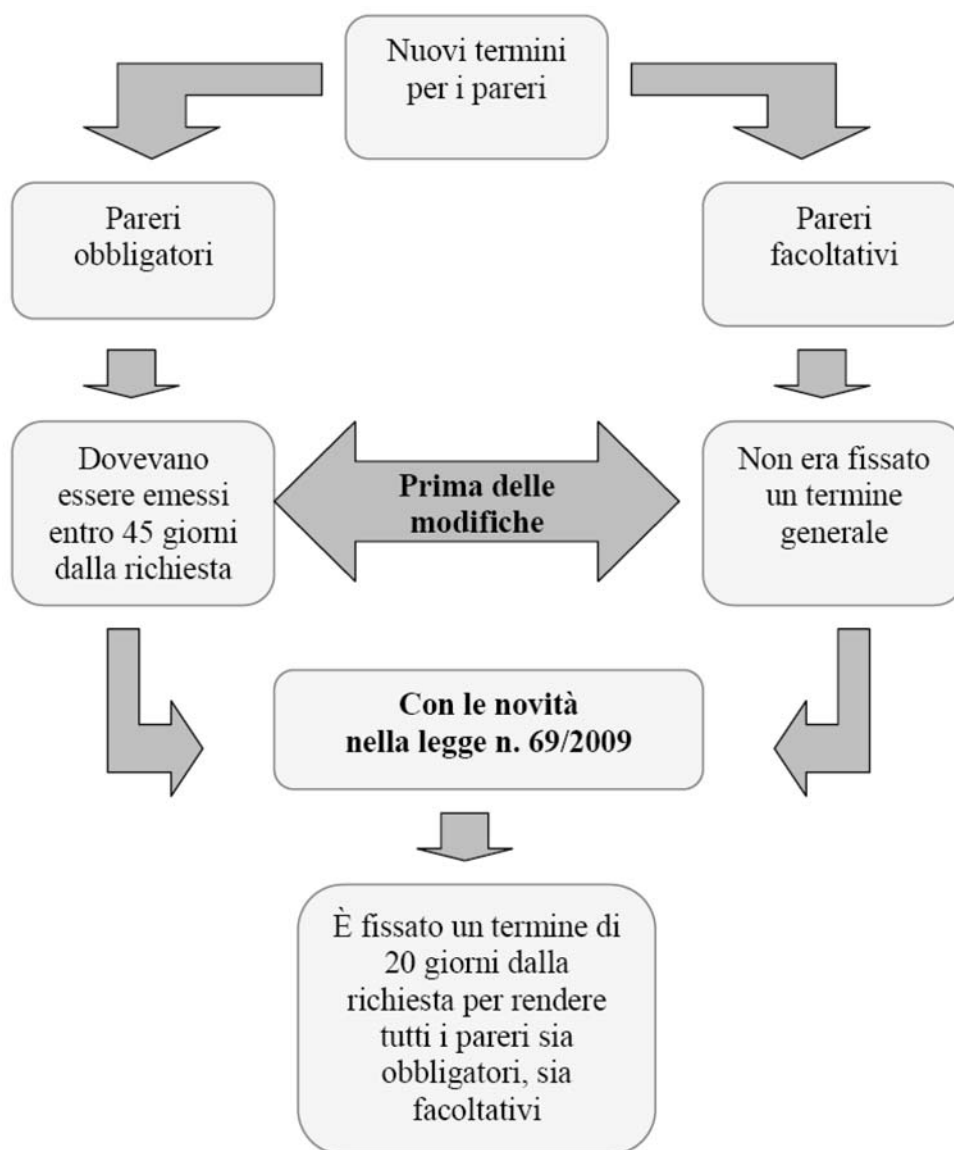 Nuovi termini
per i pareri
Pareri
obbligatori
Pareri
facoltativi
Dovevano
essere emessi
entro 45 giorni
dalla richiesta
Prima delle
modifiche
Non era fissato
un termine
generale
Con le novità
nella legge n. 69/2009
È fissato un termine di
20 giorni dalla
richiesta per rendere
tutti i pareri sia
obbligatori, sia
facoltativi